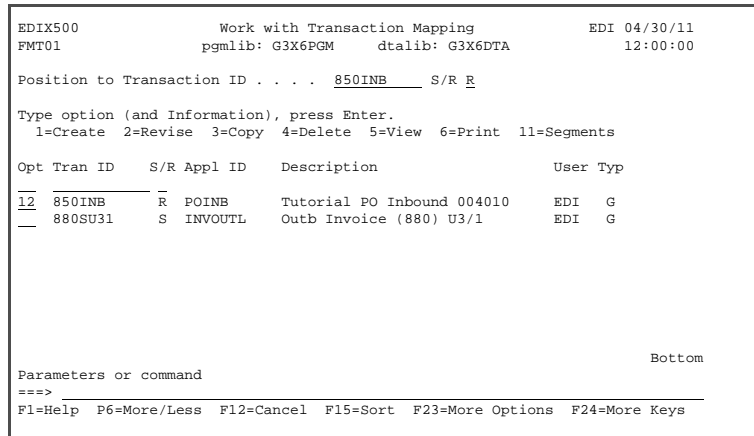 EDIX500 Work with Transaction Mapping EDI 04/30/11
FMT01 pgmlib: G3X6PGM dtalib: G3X6DTA 12:00:00
Position to Transaction ID . . . . 850INB S/R R
Type option (and Information), press Enter.
1=Create 2=Revise 3=Copy 4=Delete 5=View 6=Print 11=Segments
Opt Tran ID S/R Appl ID Description User Typ
12 850INB R POINB Tutorial PO Inbound 004010 EDI G
880SU31 S INVOUTL Outb Invoice (880) U3/1 EDI G
Bottom
Parameters or command
===>
F1=Help P6=More/Less F12=Cancel F15=Sort F23=More Options F24=More Keys